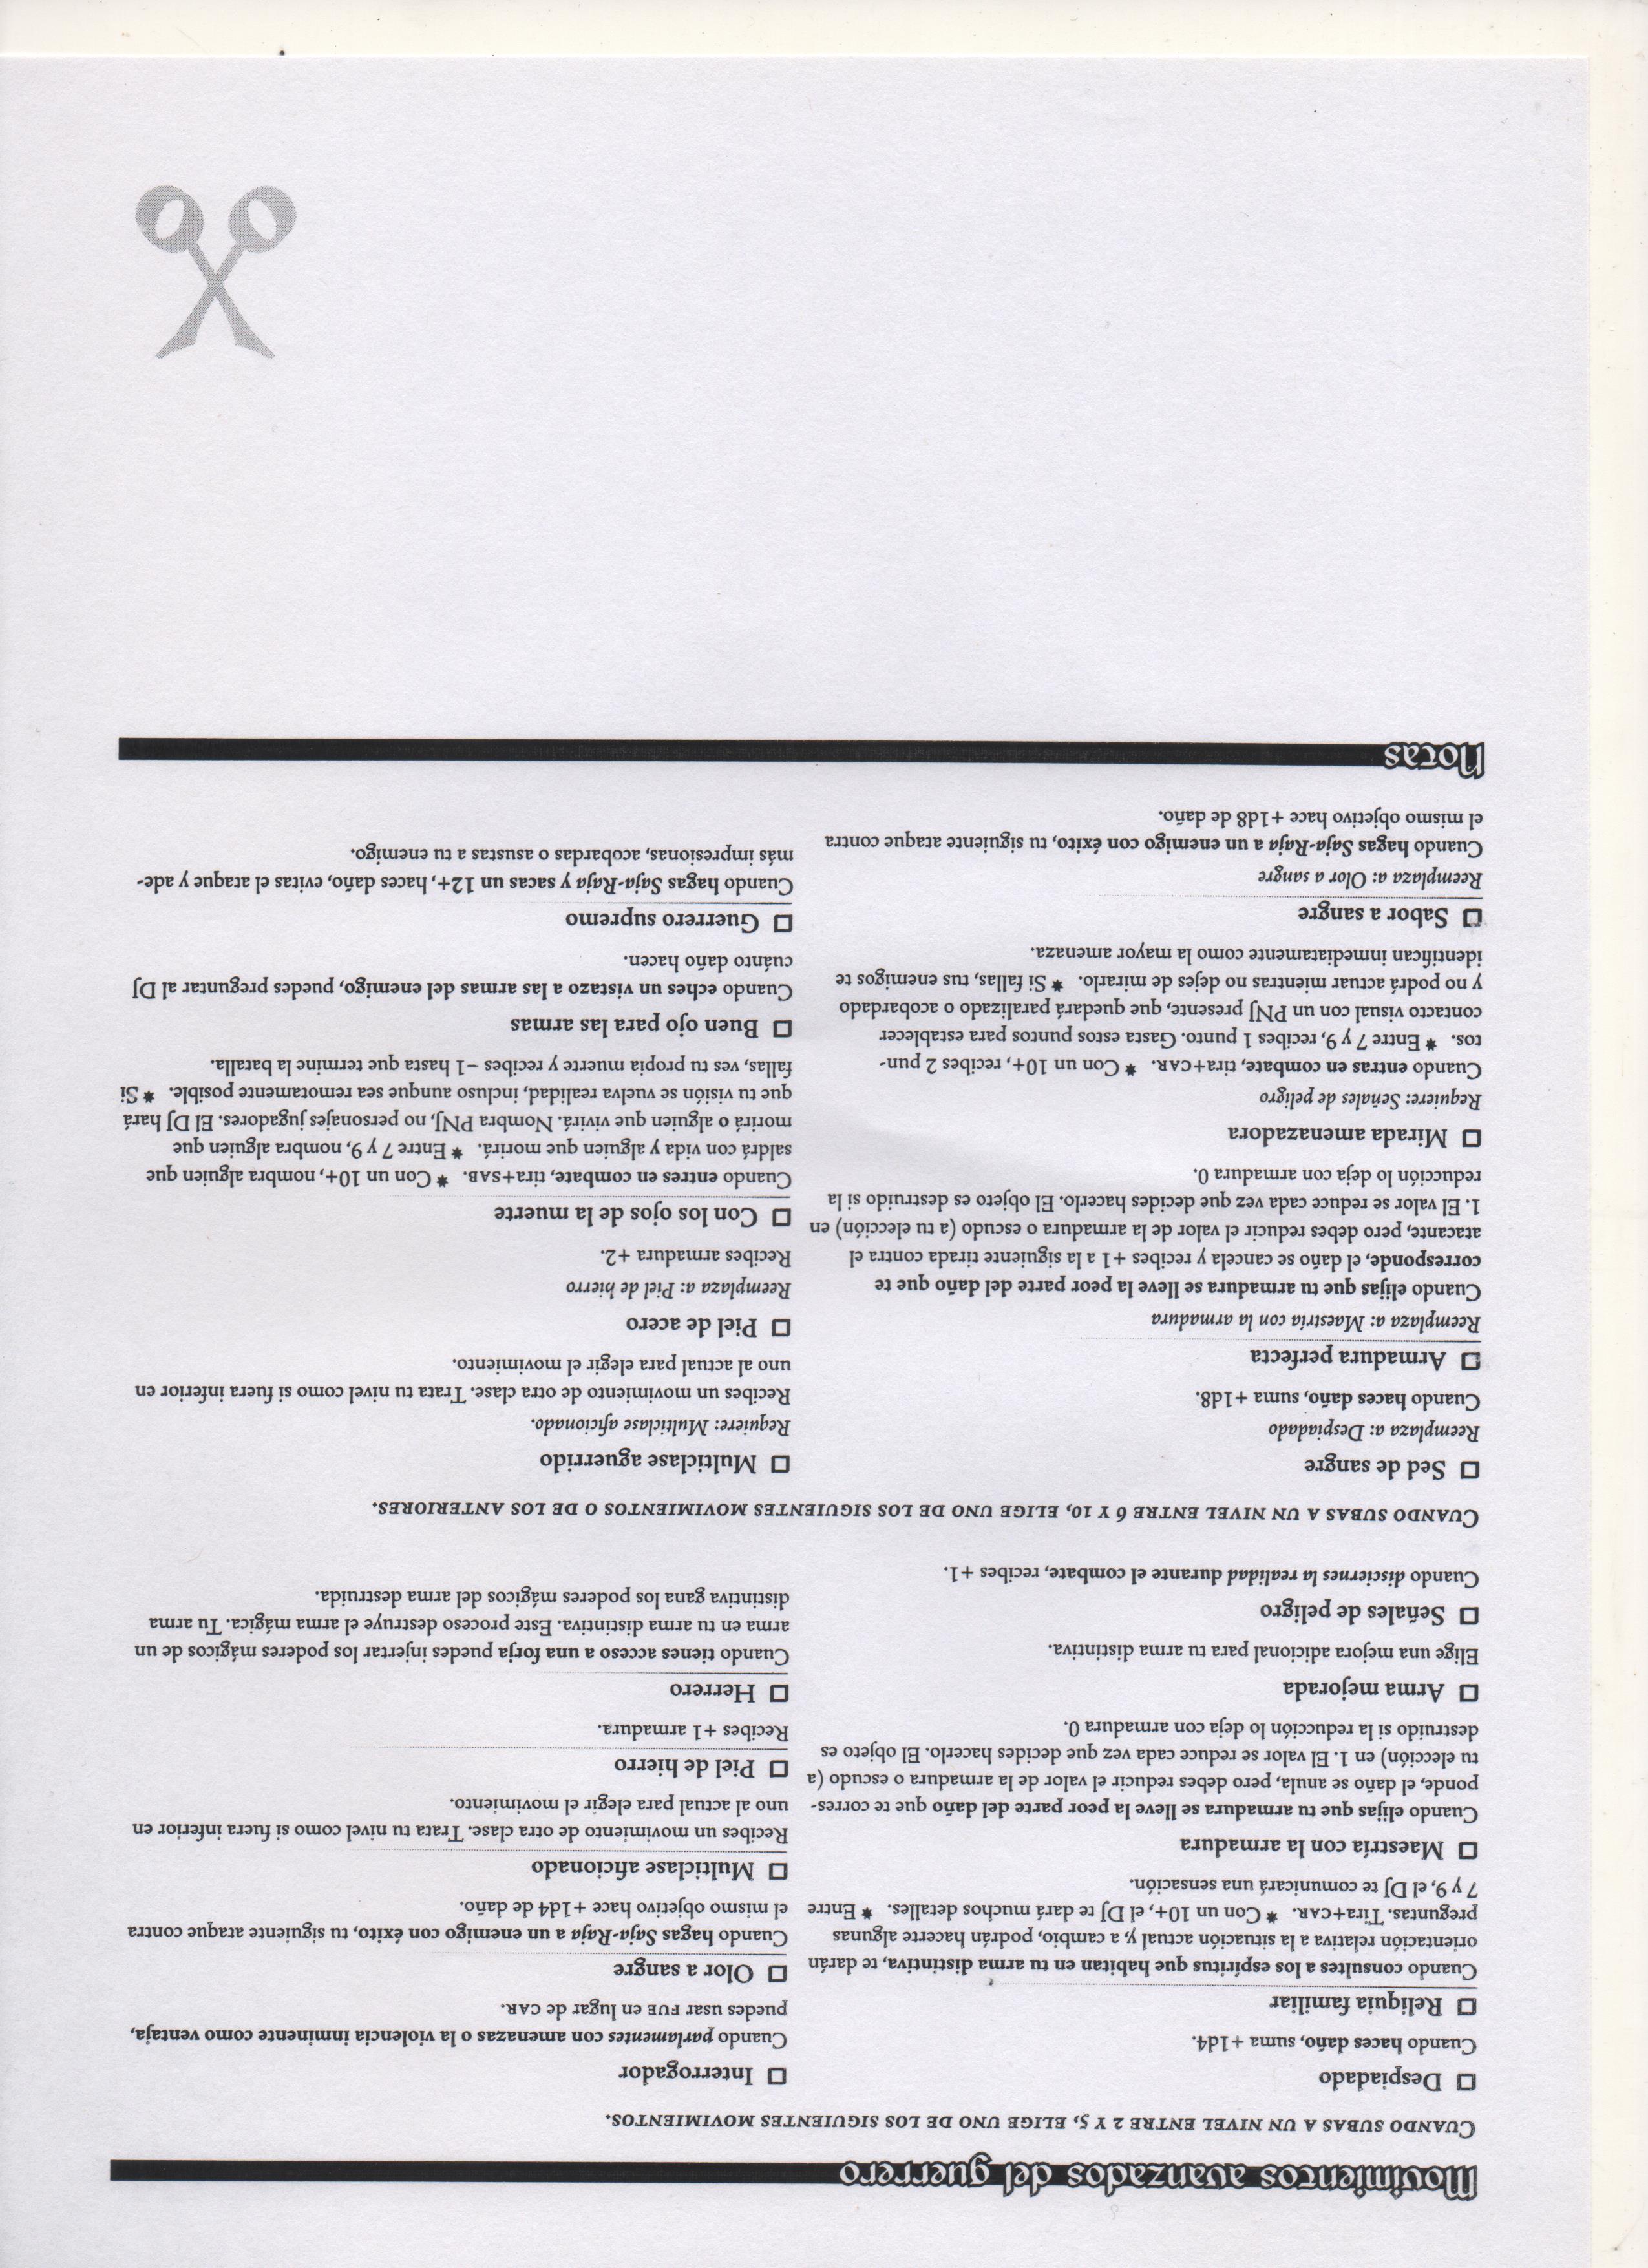 Movimientos avanzados del guerrero
Cuando subas a un nivel entre 2 y 5, elige uno de los siguientes movimientos.
Despiadado
Cuando haces daño, suma +1d4.
Reliquia familiar
Cuando consultes a los espíritus que habitan en tu arma distintiva, te darán
orientación relativa a la situación actual y, a cambio, podrán hacerte algunas
preguntas. Tira+CAR. * Con un 10+, el DJ te dará muchos detalles. * Entre
7 y 9, el DJ te comunicará una sensación.
Maestría con la armadura
Cuando elijas que tu armadura se lleve la peor parte del daño que te corres-
ponde, el daño se anula, pero debes reducir el valor de la armadura o escudo (a
tu elección) en 1. El valor se reduce cada vez que decides hacerlo. El objeto es
destruido si la reducción lo deja con armadura 0.
Arma mejorada
Elige una mejora adicional para tu arma distintiva.
Señales de peligro
Cuando disciernes la realidad durante el combate, recibes +1.
Interrogador
Cuando parlamentes con amenazas o la violencia inminente como ventaja,
puedes usar FUE en lugar de CAR.
Olor a sangre
Cuando hagas Saja-Raja a un enemigo con éxito, tu siguiente ataque contra
el mismo objetivo hace +1d4 de daño.
Multiclase aficionado
Recibes un movimiento de otra clase. Trata tu nivel como si fuera inferior en
uno al actual para elegir el movimiento.
Piel de hierro
Recibes +1 armadura.
Herrero
Cuando tienes acceso a una forja puedes injertar los poderes mágicos de un
arma en tu arma distintiva. Este proceso destruye el arma mágica. Tu arma
distintiva gana los poderes mágicos del arma destruida.
Cuando subas a un nivel entre 6 y 10, elige uno de los siguientes movimientos o de los anteriores.
Sed de sangre
Reemplaza a: Despiadado
Cuando haces daño, suma +1d8.
Armadura perfecta
Reemplaza a: Maestría con la armadura
Cuando elijas que tu armadura se lleve la peor parte del daño que te
corresponde, el daño se cancela y recibes +1 a la siguiente tirada contra el
atacante, pero debes reducir el valor de la armadura o escudo (a tu elección) en
1. El valor se reduce cada vez que decides hacerlo. El objeto es destruido si la
reducción lo deja con armadura 0.
Mirada amenazadora
Requiere: Señales de peligro
Cuando entras en combate, tira+CAR. * Con un 10+, recibes 2 pun-
tos. * Entre 7 y 9, recibes 1 punto. Gasta estos puntos para establecer
contacto visual con un PNJ presente, que quedará paralizado o acobardado
y no podrá actuar mientras no dejes de mirarlo. * Si fallas, tus enemigos te
identifican inmediatamente como la mayor amenaza.
Sabor a sangre
Reemplaza a: Olor a sangre
Cuando hagas Saja-Raja a un enemigo con éxito, tu siguiente ataque contra
el mismo objetivo hace +1d8 de daño.
Multiclase aguerrido
Requiere: Multiclase aficionado.
Recibes un movimiento de otra clase. Trata tu nivel como si fuera inferior en
uno al actual para elegir el movimiento.
Piel de acero
Reemplaza a: Piel de hierro
Recibes armadura +2.
Con los ojos de la muerte
Cuando entres en combate, tira+SAB. * Con un 10+, nombra alguien que
saldrá con vida y alguien que morirá. * Entre 7 y 9, nombra alguien que
morirá o alguien que vivirá. Nombra PNJ, no personajes jugadores. El DJ hará
que tu visión se vuelva realidad, incluso aunque sea remotamente posible. * Si
fallas, ves tu propia muerte y recibes −1 hasta que termine la batalla.
Buen ojo para las armas
Cuando eches un vistazo a las armas del enemigo, puedes preguntar al DJ
cuánto daño hacen.
Guerrero supremo
Cuando hagas Saja-Raja y sacas un 12+, haces daño, evitas el ataque y ade-
más impresionas, acobardas o asustas a tu enemigo.
Notas